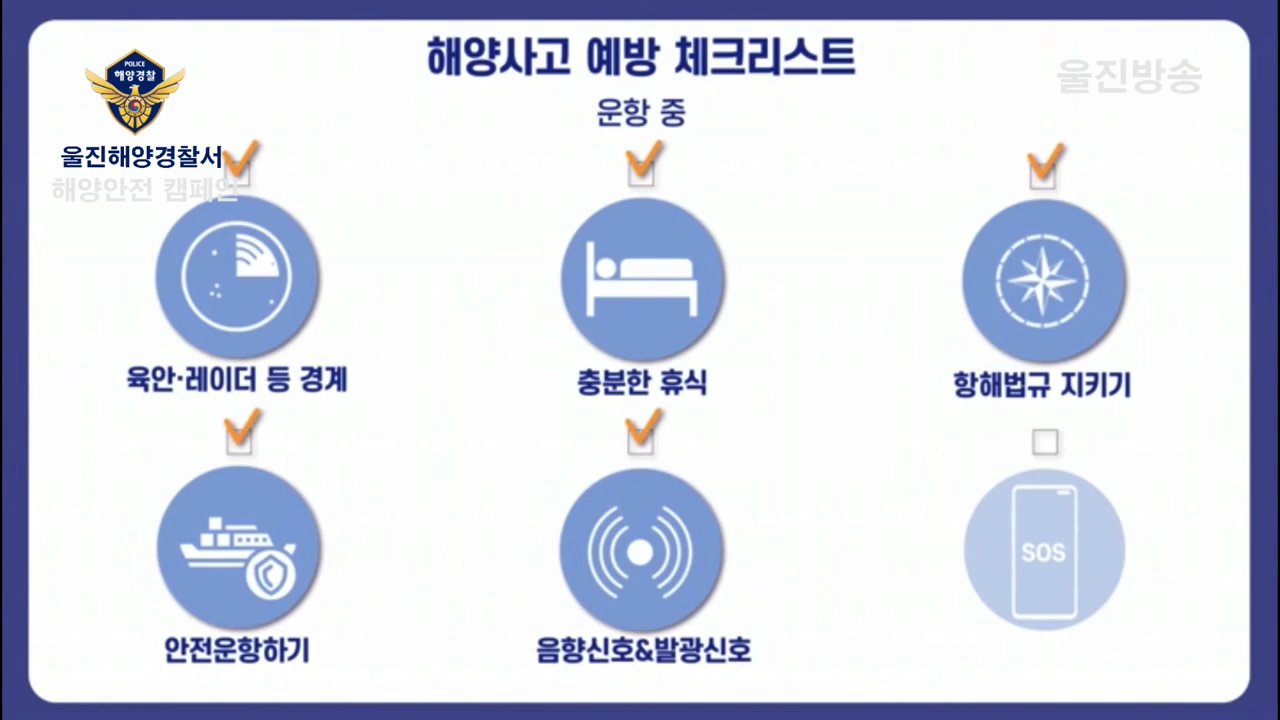 해양사고 예방 체크리스트
운항 중
POLICE
해양경찰
울진해양경찰서
해양안전 캠페인
울진방송
육안·레이더 등 경계
충분한 휴식
항해법규 지키기
안전운항하기
음향신호&발광신호
SOS